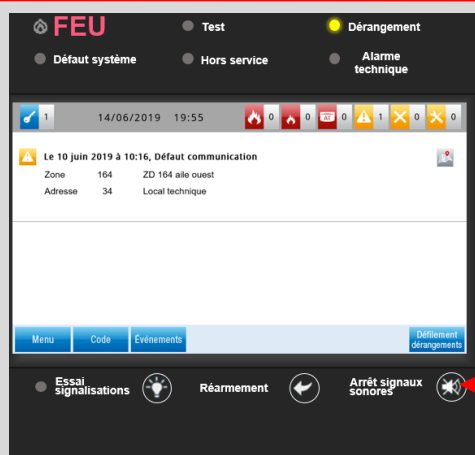 FEU
Test
Dérangement
Défaut système
Hors service
Alarme
technique
1 14/06/2019 19:55 0 0 AT 0 1 0 0
Le 10 juin 2019 à 10:16, Défaut communication
Zone 164 ZD 164 aile ouest
Adresse 34 Local technique
Menu Code Événements Défilement
dérangements
Essai
signalisations
Réarmement
Arrêt signaux
sonores